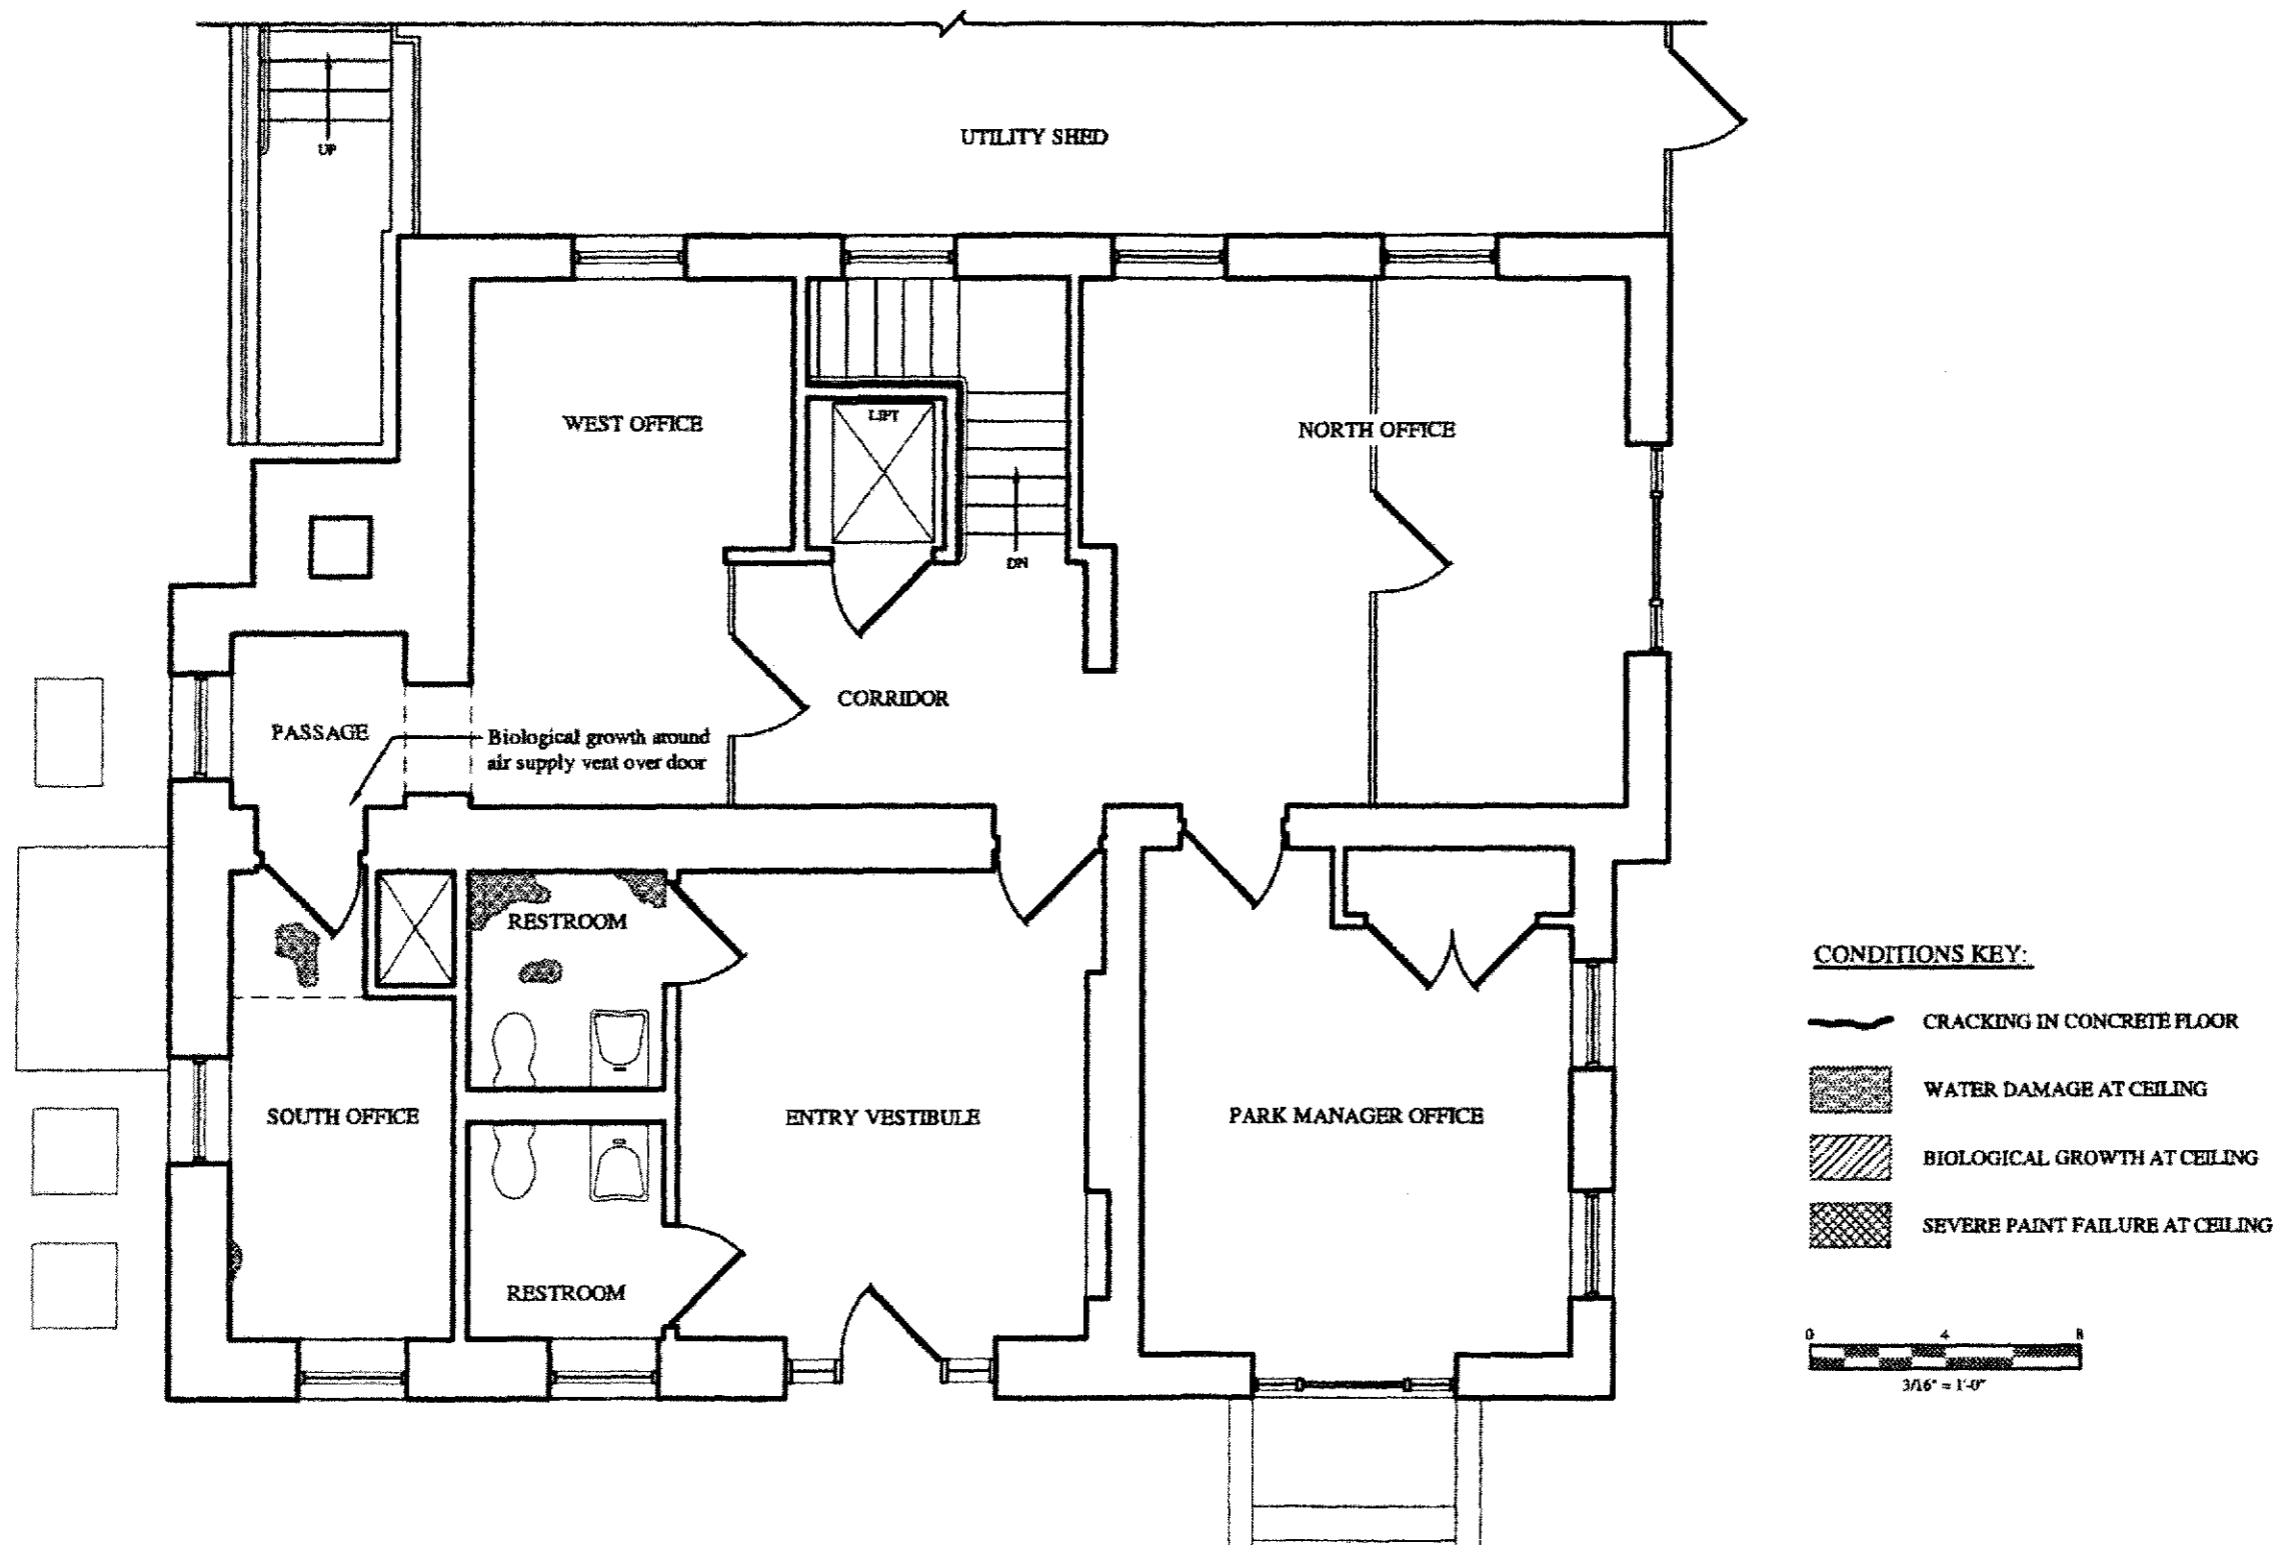 UTILITY SHED
UP
WEST OFFICE
LIFT
NORTH OFFICE
DN
CORRIDOR
PASSAGE
Biological growth around
air supply vent over door
RESTROOM
SOUTH OFFICE
ENTRY VESTIBULE
PARK MANAGER OFFICE
RESTROOM
CONDITIONS KEY:
CRACKING IN CONCRETE FLOOR
WATER DAMAGE AT CEILING
BIOLOGICAL GROWTH AT CEILING
SEVERE PAINT FAILURE AT CEILING
0 4 8
3/16" = 1'-0"